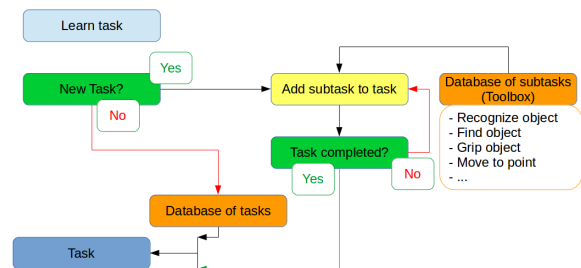 Learn task
Yes
New Task?
No
Add subtask to task
Database of subtasks
(Toolbox)
- Recognize object
- Find object
- Grip object
- Move to point
- ...
Task completed?
Yes
No
Database of tasks
Task